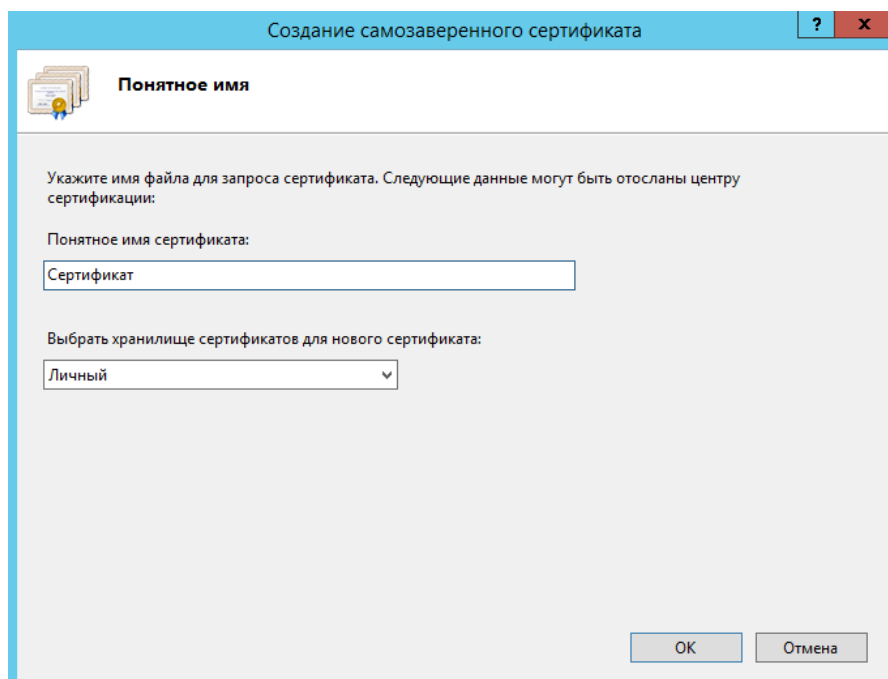 Создание самозаверенного сертификата
? x
Понятное имя
Укажите имя файла для запроса сертификата. Следующие данные могут быть отосланы центру
сертификации:
Понятное имя сертификата:
Сертификат
Выбрать хранилище сертификатов для нового сертификата:
Личный
OK Отмена